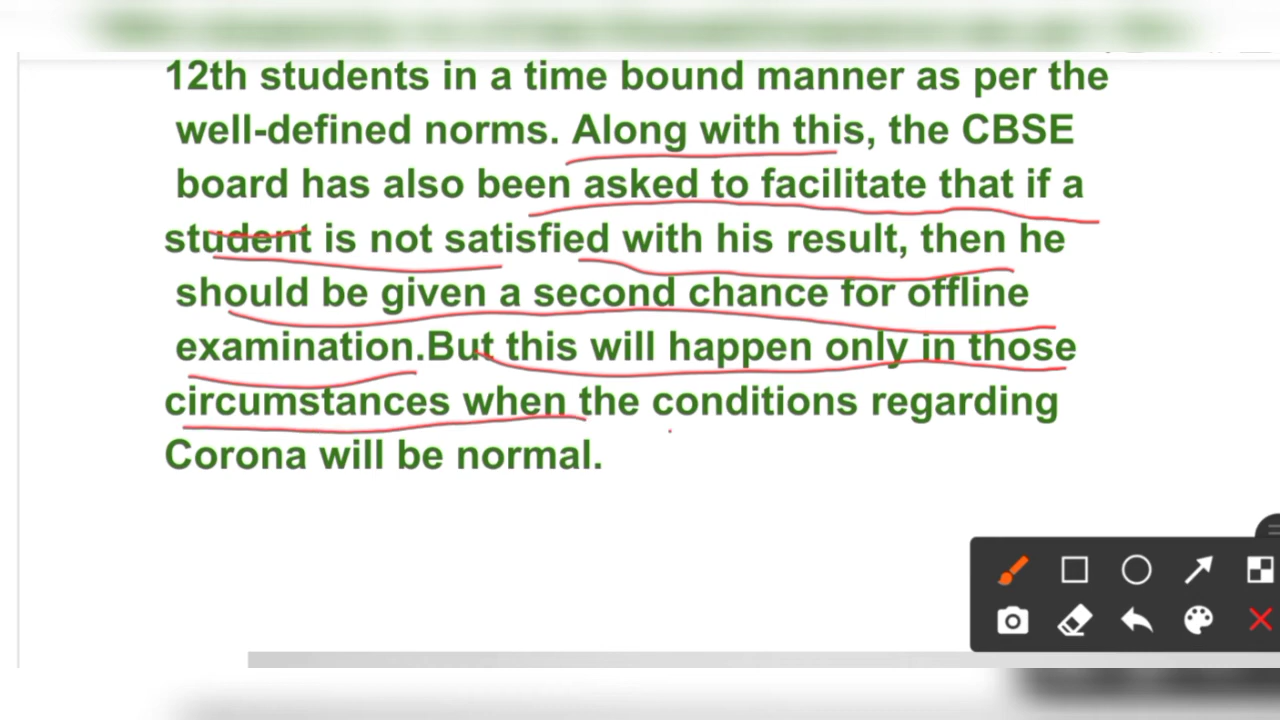 12th students in a time bound manner as per the
well-defined norms. Along with this, the CBSE
board has also been asked to facilitate that if a
student is not satisfied with his result, then he
should be given a second chance for offline
examination.But this will happen only in those
circumstances when the conditions regarding
Corona will be normal.